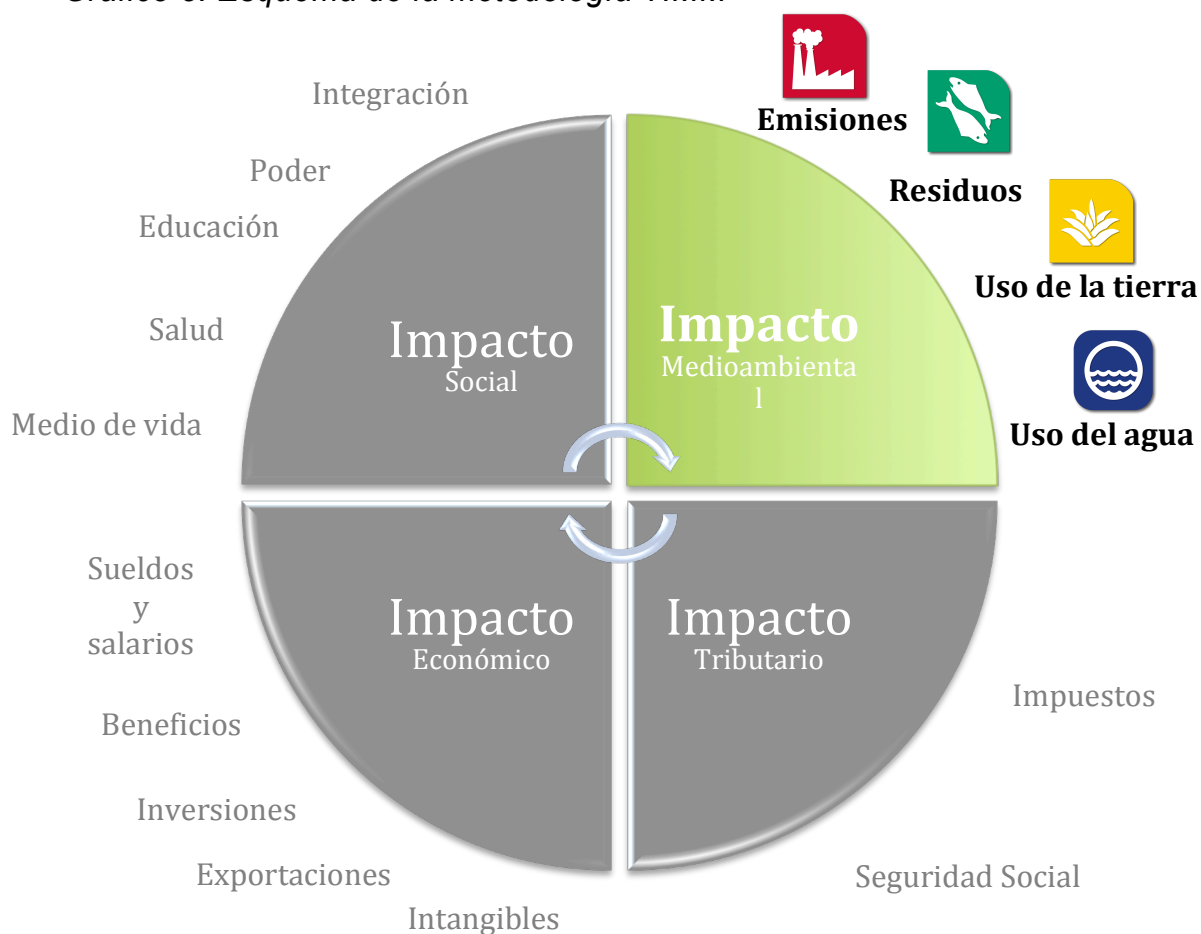 Integración
Poder
Educación
Salud
Medio de vida
Impacto
Social
Emisiones
Residuos
Uso de la tierra
Uso del agua
Impacto
Medioambienta
l
Sueldos
y
salarios
Beneficios
Inversiones
Exportaciones
Intangibles
Impacto
Económico
Impacto
Tributario
Impuestos
Seguridad Social